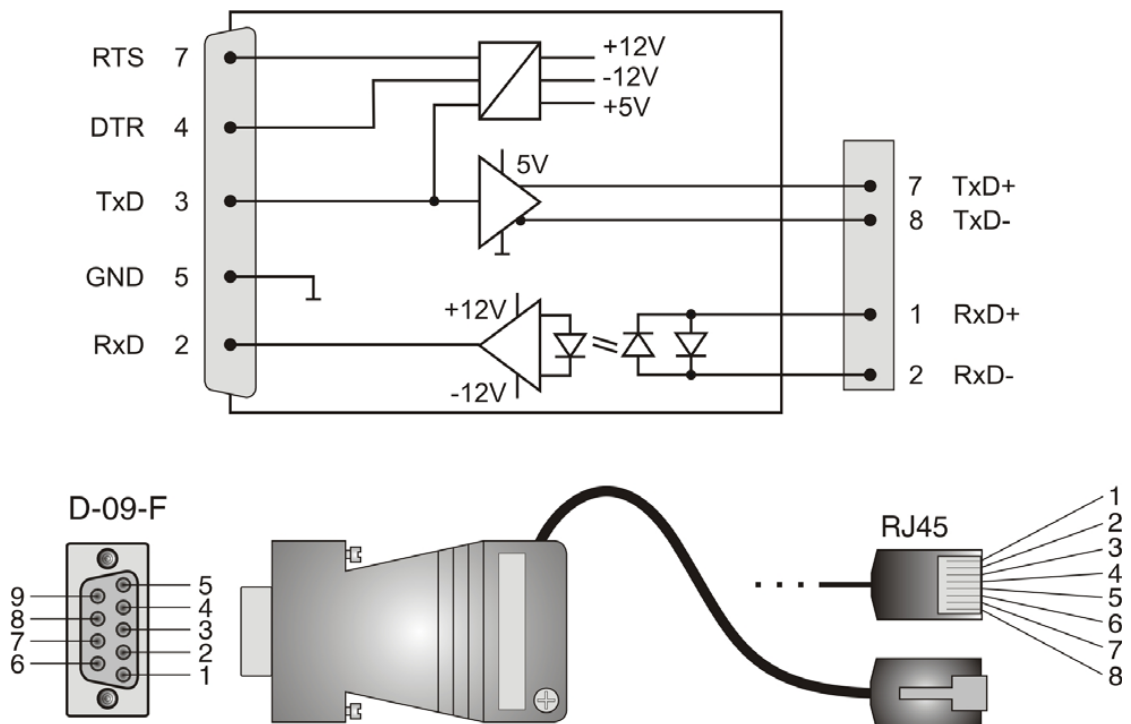 RTS 7
+12V
-12V
+5V
DTR 4
TxD 3
5V
7 TxD+
8 TxD-
GND 5
+12V
1 RxD+
RxD 2
-12V
2 RxD-
D-09-F
RJ45
5
9
4
8
3
7
2
6
1
1
2
3
4
5
6
7
8